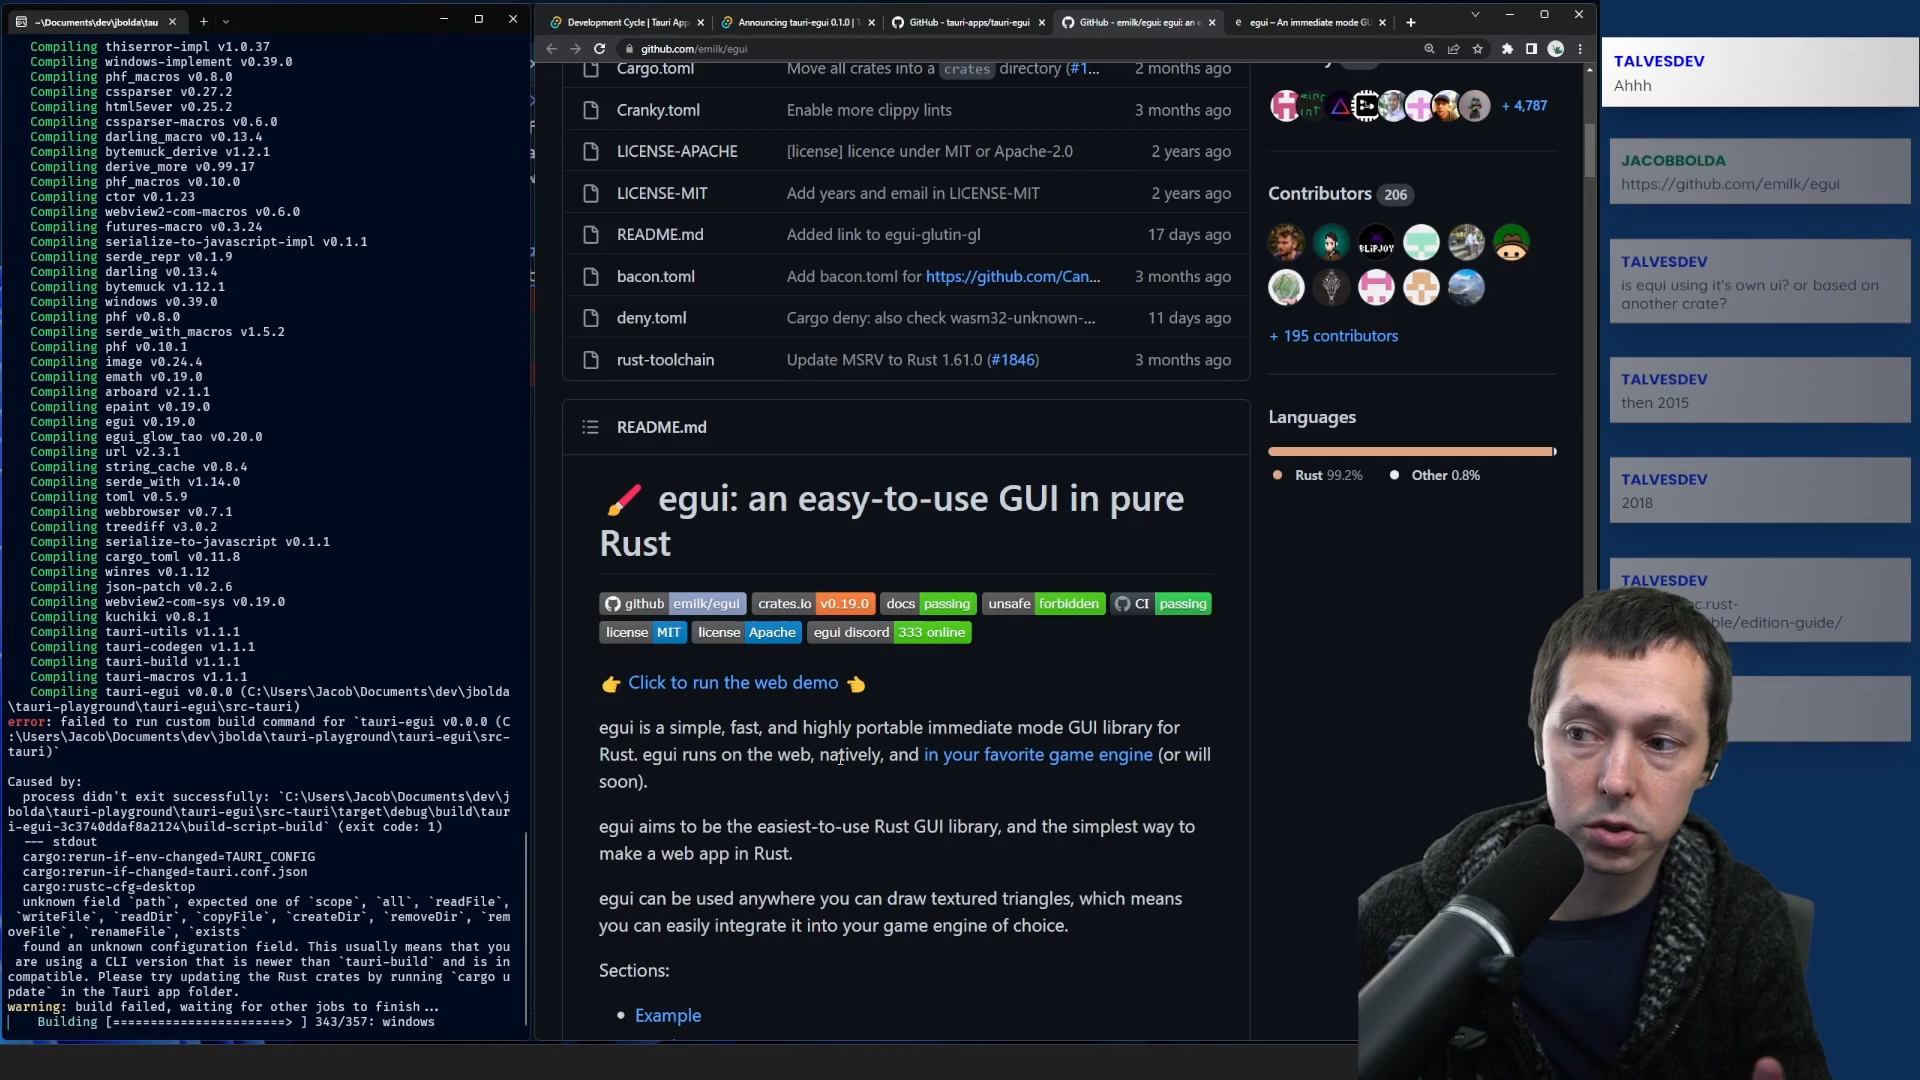 ~\Documents\dev\jbolda\tau
Compiling thiserror-impl v1.0.37
Compiling windows-implement v0.39.0
Compiling phf_macros v0.8.0
Compiling cssparser v0.27.2
Compiling html5ever v0.25.2
Compiling cssparser-macros v0.6.0
Compiling darling_macro v0.13.4
Compiling bytemuck_derive v1.2.1
Compiling derive_more v0.99.17
Compiling phf_macros v0.10.0
Compiling ctor v0.1.23
Compiling webview2-com-macros v0.6.0
Compiling futures-macro v0.3.24
Compiling serialize-to-javascript-impl v0.1.1
Compiling serde_repr v0.1.9
Compiling darling v0.13.4
Compiling bytemuck v1.12.1
Compiling windows v0.39.0
Compiling phf v0.8.0
Compiling serde_with_macros v1.5.2
Compiling phf v0.10.1
Compiling image v0.24.4
Compiling emath v0.19.0
Compiling arboard v2.1.1
Compiling epaint v0.19.0
Compiling egui v0.19.0
Compiling egui_glow_tao v0.20.0
Compiling url v2.3.1
Compiling string_cache v0.8.4
Compiling serde_with v1.14.0
Compiling toml v0.5.9
Compiling webbrowser v0.7.1
Compiling treediff v3.0.2
Compiling serialize-to-javascript v0.1.1
Compiling cargo_toml v0.11.8
Compiling winres v0.1.12
Compiling json-patch v0.2.6
Compiling webview2-com-sys v0.19.0
Compiling kuchiki v0.8.1
Compiling tauri-utils v1.1.1
Compiling tauri-codegen v1.1.1
Compiling tauri-build v1.1.1
Compiling tauri-macros v1.1.1
Compiling tauri-egui v0.0.0 (C:\Users\Jacob\Documents\dev\jbolda
\tauri-playground\tauri-egui\src-tauri)
error: failed to run custom build command for `tauri-egui v0.0.0 (C
:\Users\Jacob\Documents\dev\jbolda\tauri-playground\tauri-egui\src-
tauri)`
Caused by:
process didn't exit successfully: `C:\Users\Jacob\Documents\dev\j
bolda\tauri-playground\tauri-egui\src-tauri\target\debug\build\taur
i-egui-3c3740ddaf8a2124\build-script-build` (exit code: 1)
--- stdout
cargo:rerun-if-env-changed=TAURI_CONFIG
cargo:rerun-if-changed=tauri.conf.json
cargo:rustc-cfg=desktop
unknown field `path`, expected one of `scope`, `all`, `readFile`,
`writeFile`, `readDir`, `copyFile`, `createDir`, `removeDir`, `rem
oveFile`, `renameFile`, `exists`
found an unknown configuration field. This usually means that you
are using a CLI version that is newer than `tauri-build` and is in
compatible. Please try updating the Rust crates by running `cargo u
pdate` in the Tauri app folder.
warning: build failed, waiting for other jobs to finish...
Building [=======================> ] 343/357: windows
Development Cycle | Tauri App
Announcing tauri-egui 0.1.0 | T
GitHub - tauri-apps/tauri-egui
GitHub - emilk/egui: egui: an e
egui – An immediate mode GU
github.com/emilk/egui
Cargo.toml Move all crates into a crates directory (#1... 2 months ago
Cranky.toml Enable more clippy lints 3 months ago
LICENSE-APACHE [license] licence under MIT or Apache-2.0 2 years ago
LICENSE-MIT Add years and email in LICENSE-MIT 2 years ago
README.md Added link to egui-glutin-gl 17 days ago
bacon.toml Add bacon.toml for https://github.com/Can... 3 months ago
deny.toml Cargo deny: also check wasm32-unknown-... 11 days ago
rust-toolchain Update MSRV to Rust 1.61.0 (#1846) 3 months ago
README.md
egui: an easy-to-use GUI in pure
Rust
github emilk/egui crates.io v0.19.0 docs passing unsafe forbidden CI passing
license MIT license Apache egui discord 333 online
Click to run the web demo
egui is a simple, fast, and highly portable immediate mode GUI library for
Rust. egui runs on the web, natively, and in your favorite game engine (or will
soon).
egui aims to be the easiest-to-use Rust GUI library, and the simplest way to
make a web app in Rust.
egui can be used anywhere you can draw textured triangles, which means
you can easily integrate it into your game engine of choice.
Sections:
Example
+ 4,787
Contributors 206
BLiPJOY
+ 195 contributors
Languages
Rust 99.2% Other 0.8%
TALVESDEV
Ahhh
JACOBBOLDA
https://github.com/emilk/egui
TALVESDEV
is equi using it's own ui? or based on
another crate?
TALVESDEV
then 2015
TALVESDEV
2018
TALVESDEV
c.rust-
ble/edition-guide/